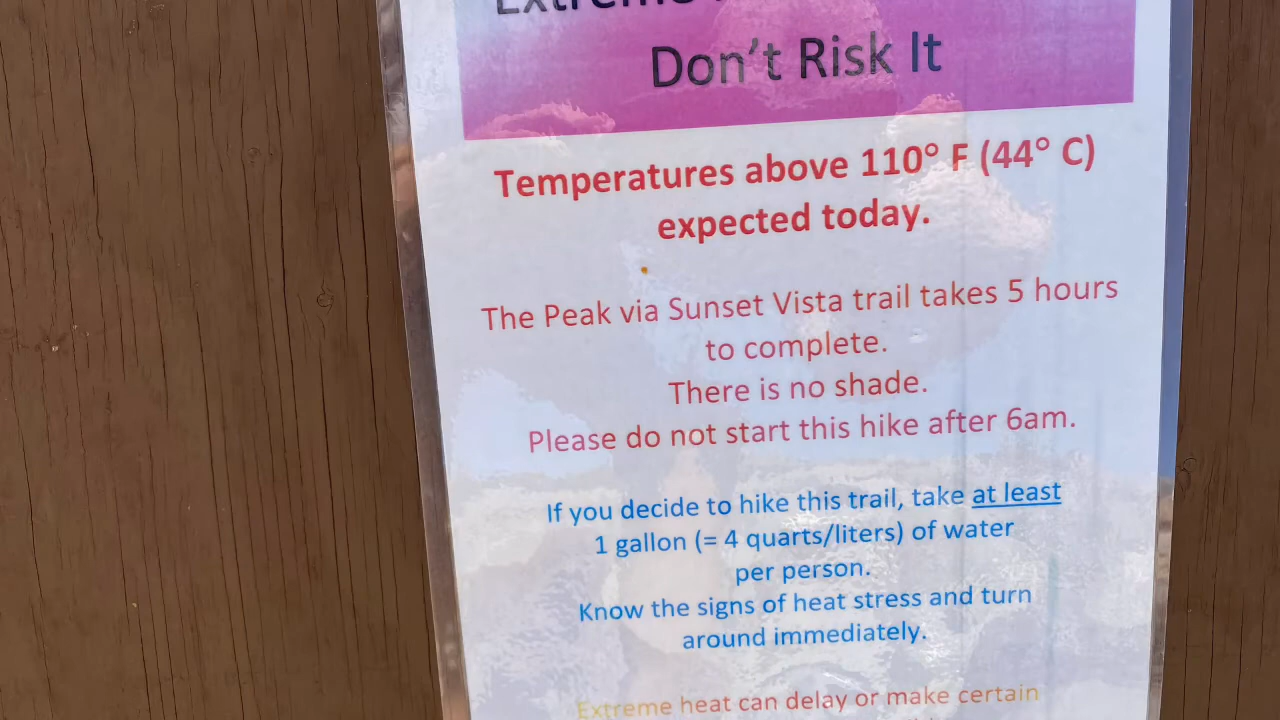 Extreme
Don't Risk It
Temperatures above 110° F (44° C)
expected today.
The Peak via Sunset Vista trail takes 5 hours
to complete.
There is no shade.
Please do not start this hike after 6am.
If you decide to hike this trail, take at least
1 gallon (= 4 quarts/liters) of water
per person.
Know the signs of heat stress and turn
around immediately.
Extreme heat can delay or make certain